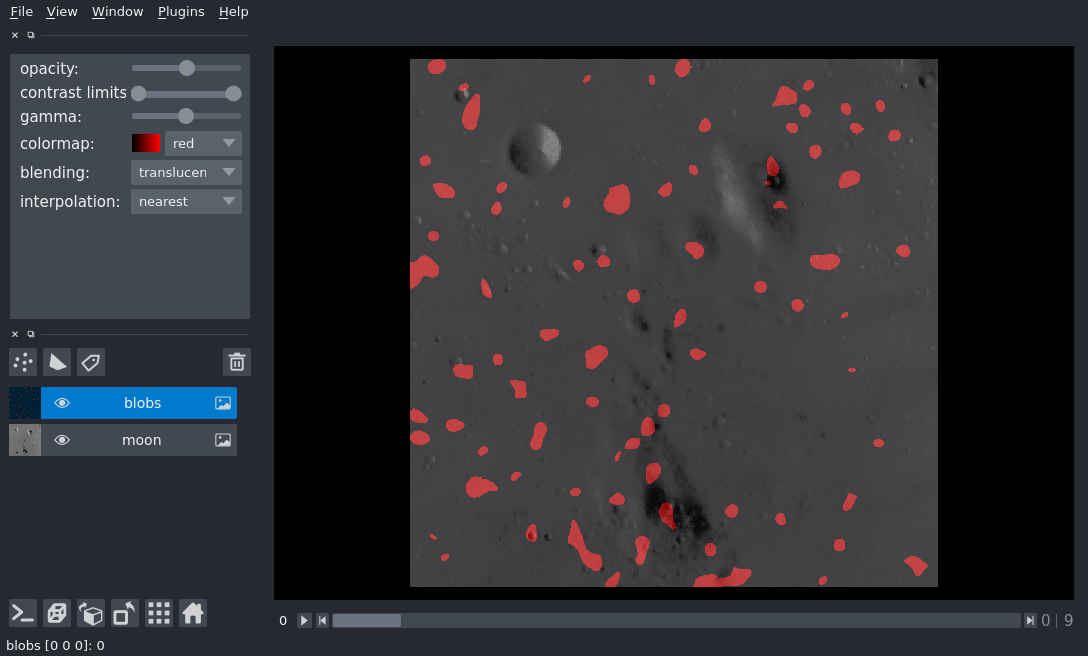 File View Window Plugins Help
opacity:
contrast limits
gamma:
colormap: red
blending: translucen
interpolation: nearest
blobs
moon
0 0 | 9
blobs [0 0 0]: 0